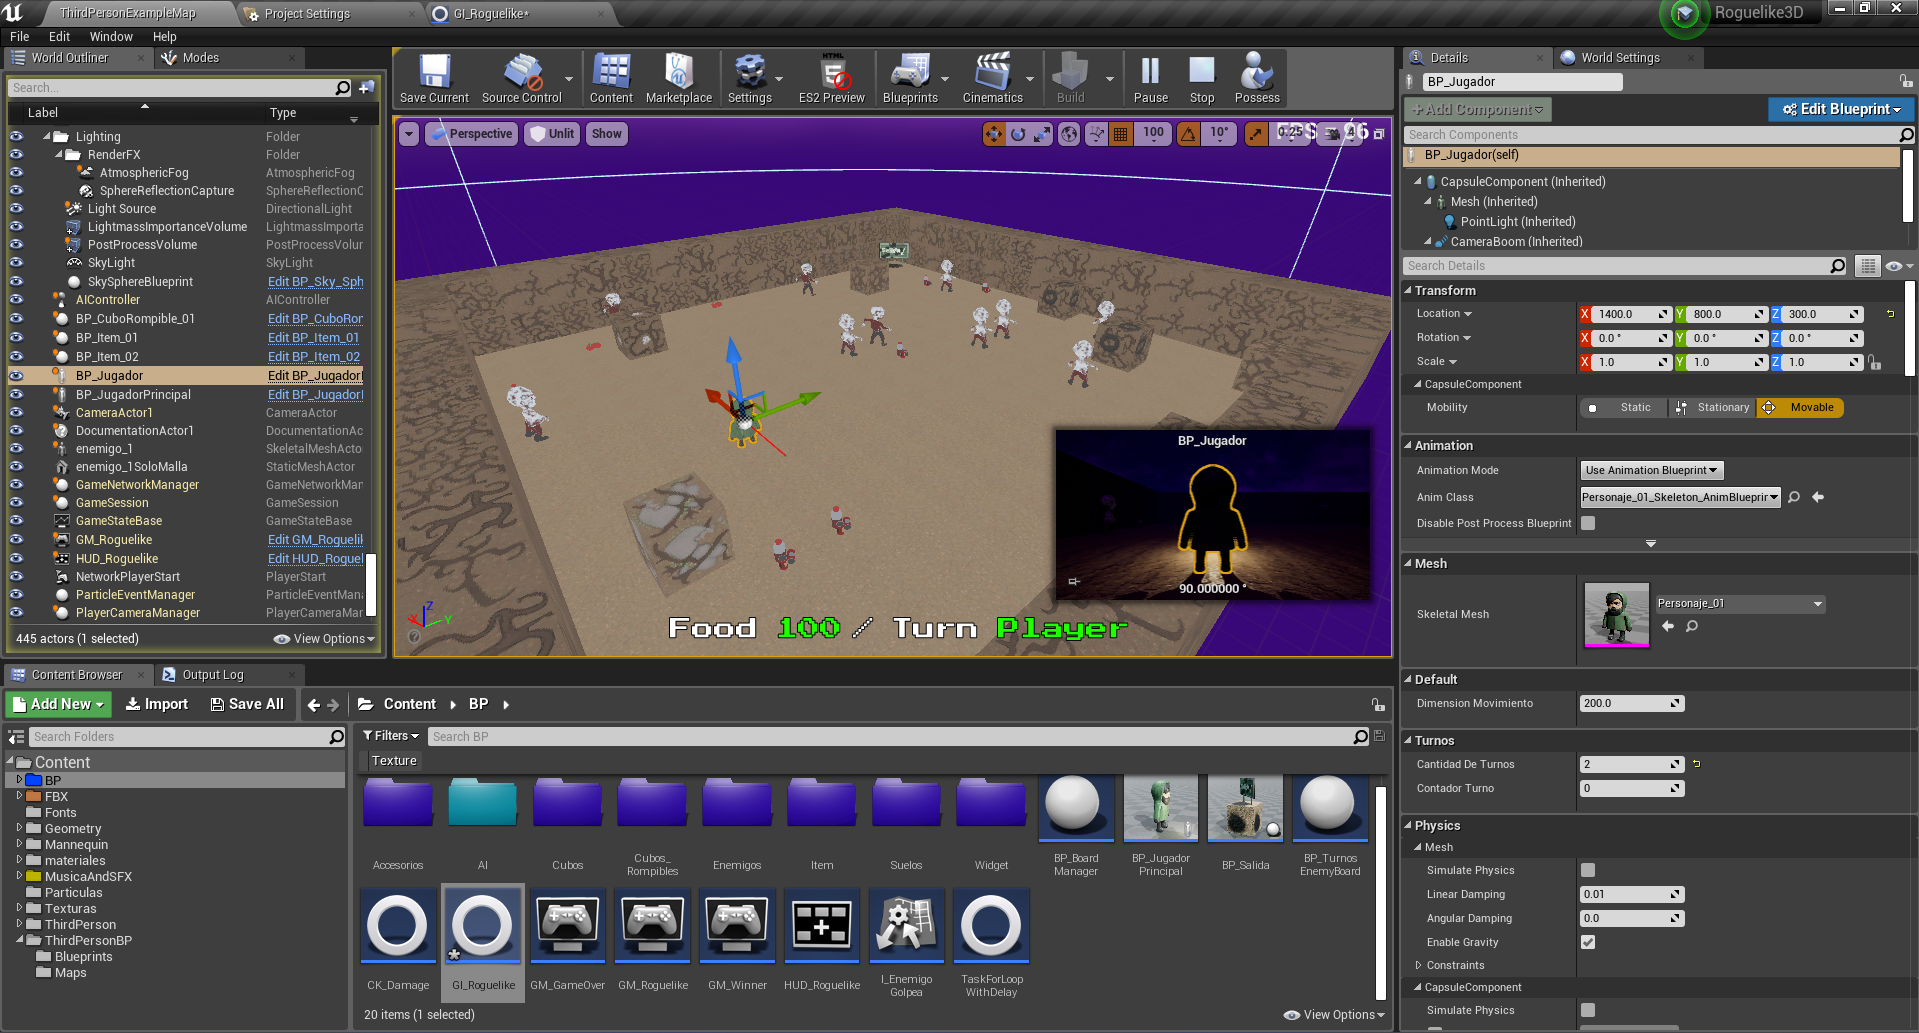 ThirdPersonExampleMap
Project Settings
GI_Roguelike*
Roguelike3D
File Edit Window Help
World Outliner
Modes
Search...
Label
Type
Lighting Folder
RenderFX Folder
AtmosphericFog AtmosphericFog
SphereReflectionCapture SphereReflectionC
Light Source DirectionalLight
LightmassImportanceVolume LightmassImporta
PostProcessVolume PostProcessVolur
SkyLight SkyLight
SkySphereBlueprint Edit BP_Sky_Sph
AIController AIController
BP_CuboRompible_01 Edit BP_CuboRor
BP_Item_01 Edit BP_Item_01
BP_Item_02 Edit BP_Item_02
BP_Jugador Edit BP_Jugador
BP_JugadorPrincipal Edit BP_Jugador
CameraActor1 CameraActor
DocumentationActor1 DocumentationAc
enemigo_1 SkeletalMeshActo
enemigo_1SoloMalla StaticMeshActor
GameNetworkManager GameNetworkMar
GameSession GameSession
GameStateBase GameStateBase
GM_Roguelike Edit GM_Roguelik
HUD_Roguelike Edit HUD_Roguel
NetworkPlayerStart PlayerStart
ParticleEventManager ParticleEventMana
PlayerCameraManager PlayerCameraMar
445 actors (1 selected)
View Options
Save Current
Source Control
Content
Marketplace
Settings
HTML
ES2 Preview
Blueprints
Cinematics
Build
Pause
Stop
Possess
Perspective
Unlit
Show
100
10°
0.25
4
FPS
BP_Jugador
90.000000 °
Z
X
Y
Food 100 / Turn Player
Content Browser
Output Log
Add New
Import
Save All
Content
BP
Search Folders
Filters
Search BP
Texture
Content
BP
FBX
Fonts
Geometry
Mannequin
materiales
MusicaAndSFX
Particulas
Texturas
ThirdPerson
ThirdPersonBP
Blueprints
Maps
Accesorios
AI
Cubos
Cubos_
Rompibles
Enemigos
Item
Suelos
Widget
BP_Board
Manager
BP_Jugador
Principal
BP_Salida
BP_Turnos
EnemyBoard
CK_Damage
GI_Roguelike
GM_GameOver
GM_Roguelike
GM_Winner
HUD_Roguelike
I_Enemigo
Golpea
TaskForLoop
WithDelay
20 items (1 selected)
View Options
Details
World Settings
BP_Jugador
Add Component
Edit Blueprint
Search Components
BP_Jugador(self)
CapsuleComponent (Inherited)
Mesh (Inherited)
PointLight (Inherited)
CameraBoom (Inherited)
Search Details
Transform
Location X 1400.0 Y 800.0 Z 300.0
Rotation X 0.0 ° Y 0.0 ° Z 0.0 °
Scale X 1.0 Y 1.0 Z 1.0
CapsuleComponent
Mobility Static Stationary Movable
Animation
Animation Mode Use Animation Blueprint
Anim Class Personaje_01_Skeleton_AnimBlueprir
Disable Post Process Blueprint
Mesh
Skeletal Mesh Personaje_01
Default
Dimension Movimiento 200.0
Turnos
Cantidad De Turnos 2
Contador Turno 0
Physics
Mesh
Simulate Physics
Linear Damping 0.01
Angular Damping 0.0
Enable Gravity
Constraints
CapsuleComponent
Simulate Physics